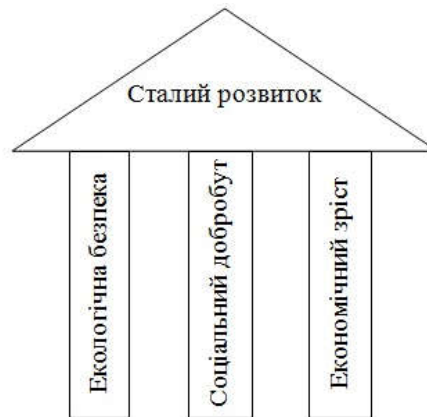 Сталий розвиток
Екологічна безпека
Соціальний добробут
Економічний зріст